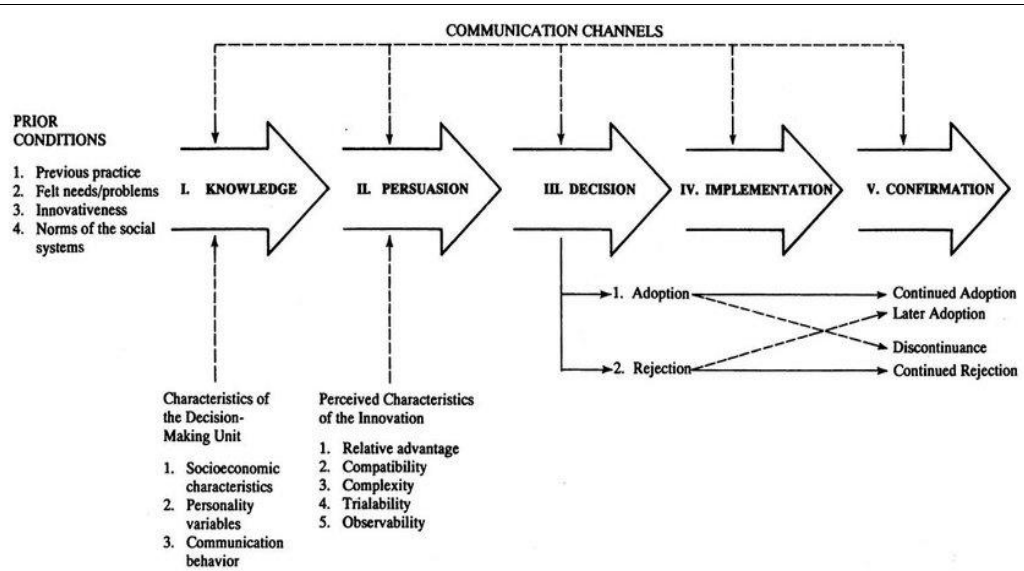 COMMUNICATION CHANNELS
PRIOR
CONDITIONS
1. Previous practice
2. Felt needs/problems
3. Innovativeness
4. Norms of the social
systems
I. KNOWLEDGE
II. PERSUASION
III. DECISION
IV. IMPLEMENTATION
V. CONFIRMATION
1. Adoption
2. Rejection
Continued Adoption
Later Adoption
Discontinuance
Continued Rejection
Characteristics of
the Decision-
Making Unit
1. Socioeconomic
characteristics
2. Personality
variables
3. Communication
behavior
Perceived Characteristics
of the Innovation
1. Relative advantage
2. Compatibility
3. Complexity
4. Trialability
5. Observability